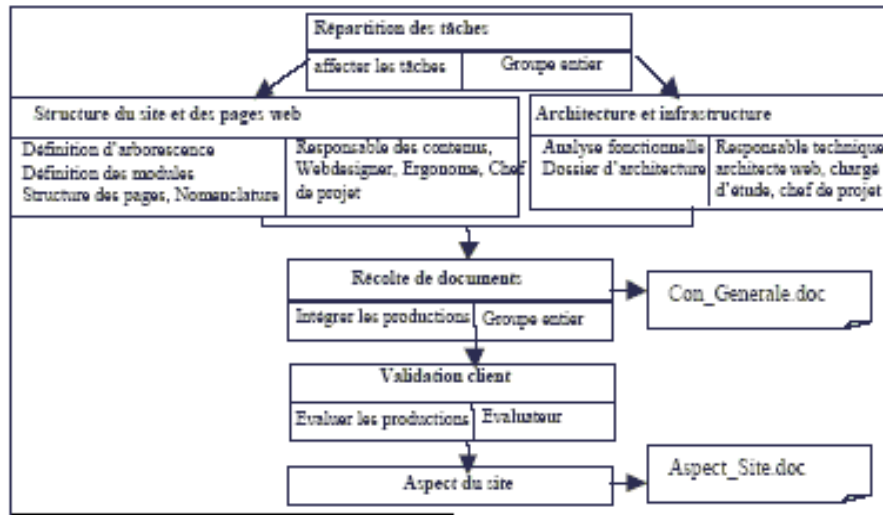 Répartition des tâches
affecter les tâches
Groupe entier
Structure du site et des pages web
Définition d'arborescence
Définition des modules
Structure des pages, Nomenclature
Responsable des contenus,
Webdesigner, Ergonome, Chef
de projet
Architecture et infrastructure
Analyse fonctionnelle
Dossier d'architecture
Responsable technique
architecte web, chargé
d'étude, chef de projet
Récolte de documents
Intégrer les productions
Groupe entier
Con_Generale.doc
Validation client
Evaluer les productions
Evaluateur
Aspect du site
Aspect_Site.doc